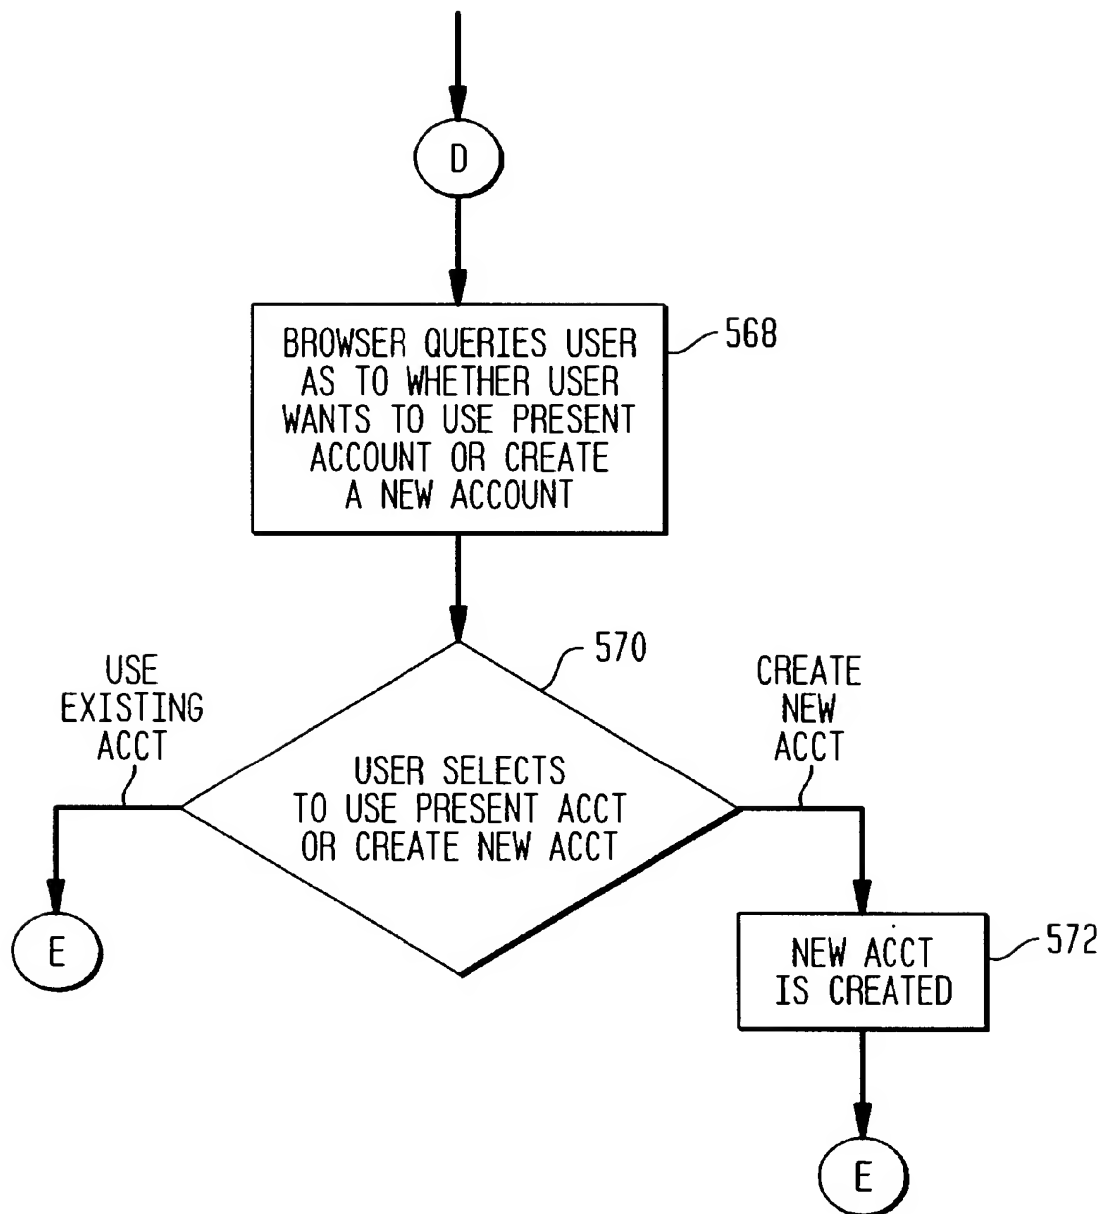 D
BROWSER QUERIES USER
AS TO WHETHER USER
WANTS TO USE PRESENT
ACCOUNT OR CREATE
A NEW ACCOUNT
568
570
USE
EXISTING
ACCT
CREATE
NEW
ACCT
USER SELECTS
TO USE PRESENT ACCT
OR CREATE NEW ACCT
E
NEW ACCT
IS CREATED
572
E